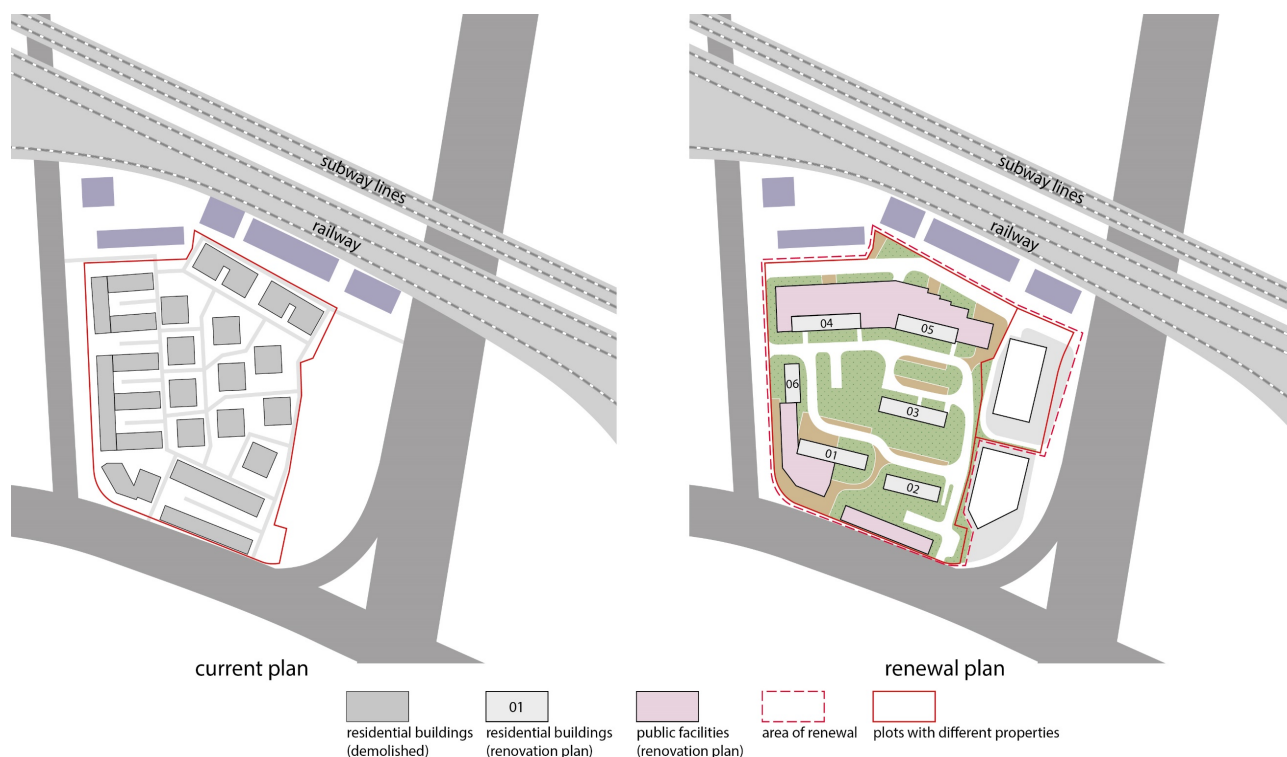 subway lines
railway
subway lines
railway
04
05
06
03
01
02
current plan
renewal plan
01
residential buildings
(demolished)
residential buildings
(renovation plan)
public facilities
(renovation plan)
area of renewal
plots with different properties